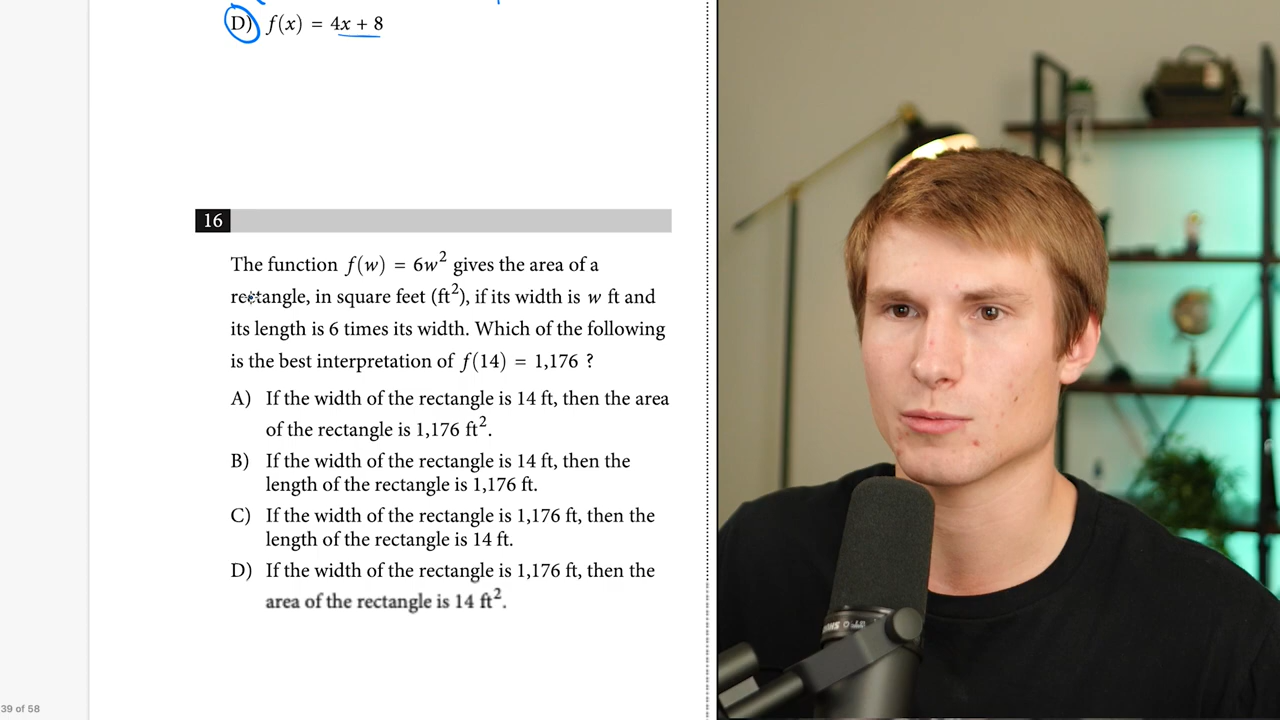 D) f(x) = 4x + 8
16
The function f(w) = 6w² gives the area of a
rectangle, in square feet (ft²), if its width is w ft and
its length is 6 times its width. Which of the following
is the best interpretation of f(14) = 1,176 ?
A) If the width of the rectangle is 14 ft, then the area
of the rectangle is 1,176 ft².
B) If the width of the rectangle is 14 ft, then the
length of the rectangle is 1,176 ft.
C) If the width of the rectangle is 1,176 ft, then the
length of the rectangle is 14 ft.
D) If the width of the rectangle is 1,176 ft, then the
area of the rectangle is 14 ft².
39 of 58